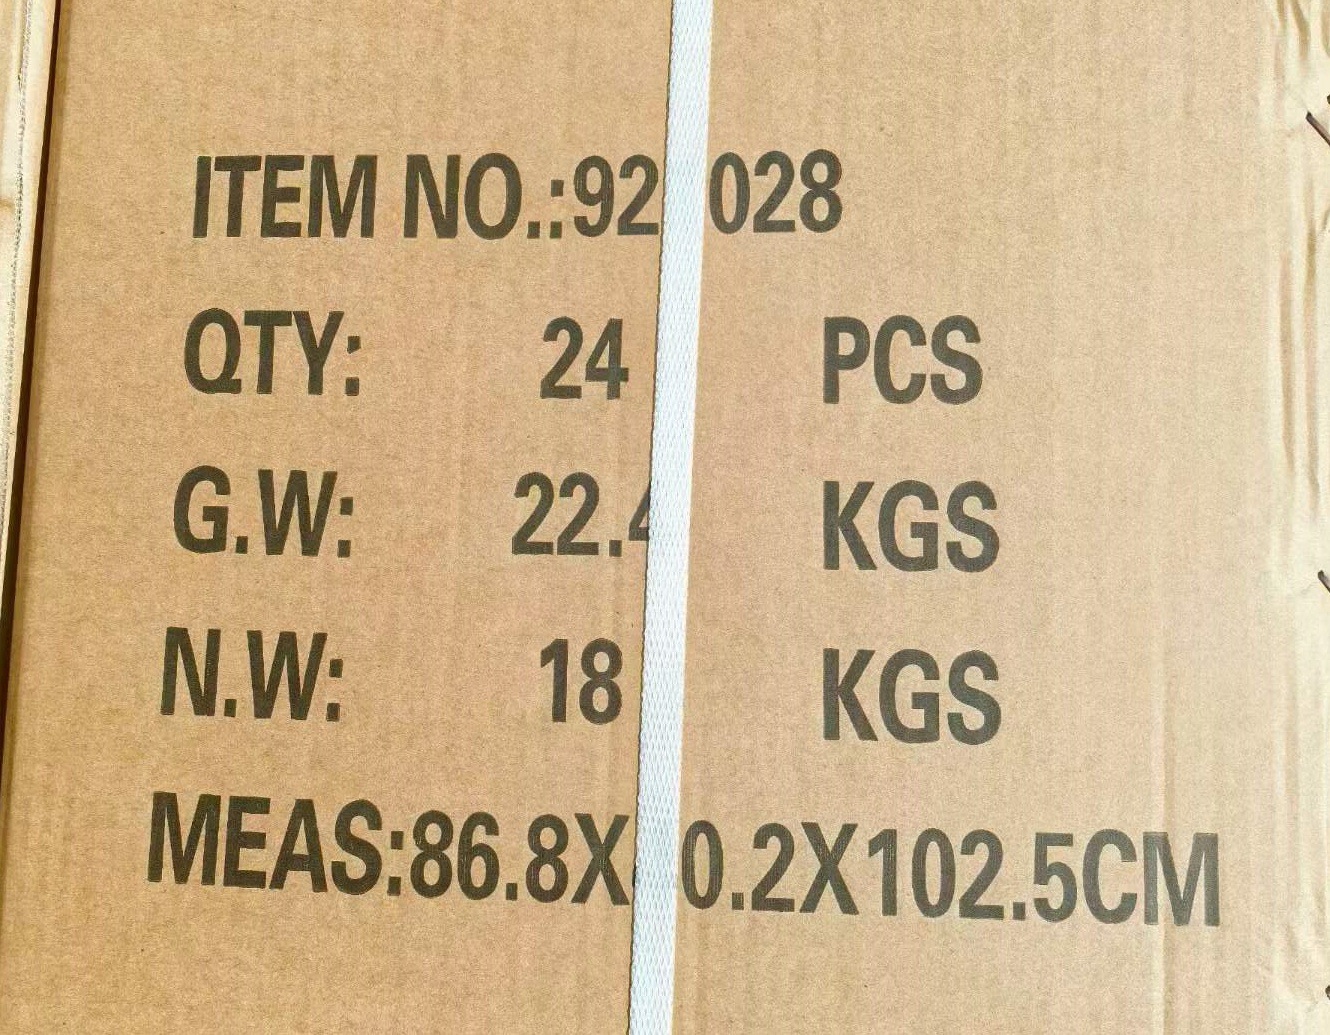 ITEM NO.:92 028
QTY: 24 PCS
G.W: 22.4 KGS
N.W: 18 KGS
MEAS:86.8X 0.2X102.5CM